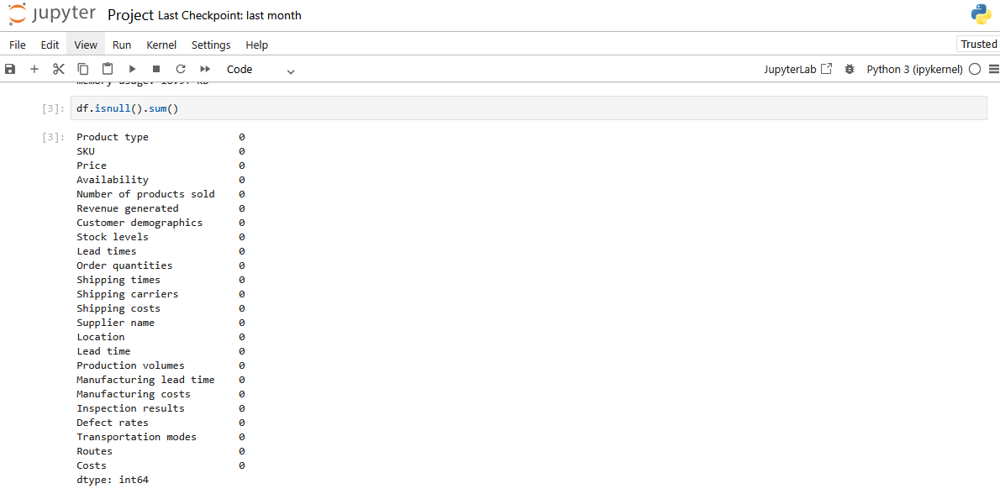 jupyter Project Last Checkpoint: last month
File Edit View Run Kernel Settings Help Trusted
Code JupyterLab Python 3 (ipykernel)
memory usage: 18.9+ KB
[3]: df.isnull().sum()
[3]: Product type 0
SKU 0
Price 0
Availability 0
Number of products sold 0
Revenue generated 0
Customer demographics 0
Stock levels 0
Lead times 0
Order quantities 0
Shipping times 0
Shipping carriers 0
Shipping costs 0
Supplier name 0
Location 0
Lead time 0
Production volumes 0
Manufacturing lead time 0
Manufacturing costs 0
Inspection results 0
Defect rates 0
Transportation modes 0
Routes 0
Costs 0
dtype: int64